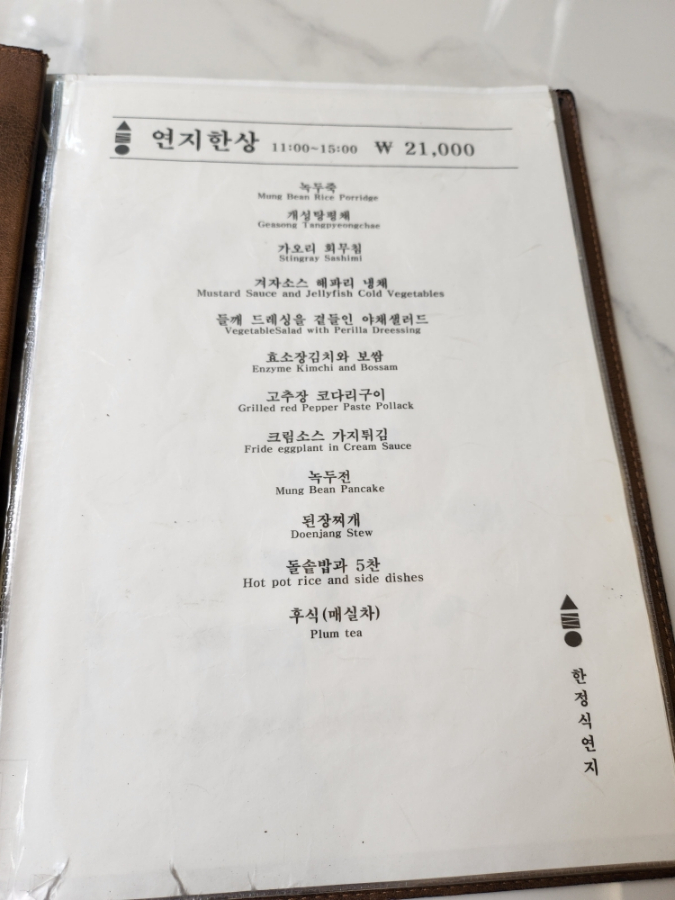 연지한상 11:00~15:00 ₩ 21,000
녹두죽
Mung Bean Rice Porridge
개성탕평채
Geaseng Tangpyeongchae
가오리 회무침
Stingray Sashimi
겨자소스 해파리 냉채
Mustard Sauce and Jellyfish Cold Vegetables
들깨 드레싱을 곁들인 야채샐러드
VegetableSalad with Perilla Dreessing
효소장김치와 보쌈
Enzyme Kimchi and Bossam
고추장 코다리구이
Grilled red Pepper Paste Pollack
크림소스 가지튀김
Fride eggplant in Cream Sauce
녹두전
Mung Bean Pancake
된장찌개
Doenjang Stew
돌솥밥과 5찬
Hot pot rice and side dishes
후식(매실차)
Plum tea
한정식연지